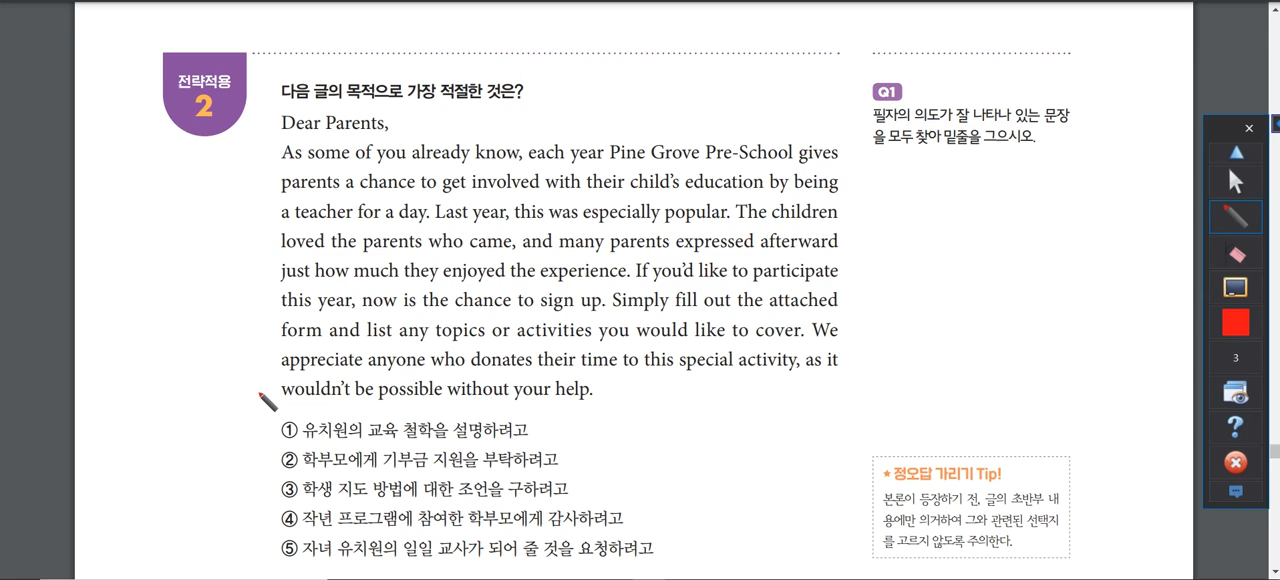 전략적용
2
다음 글의 목적으로 가장 적절한 것은?
Dear Parents,
As some of you already know, each year Pine Grove Pre-School gives
parents a chance to get involved with their child's education by being
a teacher for a day. Last year, this was especially popular. The children
loved the parents who came, and many parents expressed afterward
just how much they enjoyed the experience. If you'd like to participate
this year, now is the chance to sign up. Simply fill out the attached
form and list any topics or activities you would like to cover. We
appreciate anyone who donates their time to this special activity, as it
wouldn't be possible without your help.
① 유치원의 교육 철학을 설명하려고
② 학부모에게 기부금 지원을 부탁하려고
③ 학생 지도 방법에 대한 조언을 구하려고
④ 작년 프로그램에 참여한 학부모에게 감사하려고
⑤ 자녀 유치원의 일일 교사가 되어 줄 것을 요청하려고
Q1
필자의 의도가 잘 나타나 있는 문장
을 모두 찾아 밑줄을 그으시오.
★ 정오답 가리기 Tip!
본론이 등장하기 전, 글의 초반부 내
용에만 의거하여 그와 관련된 선택지
를 고르지 않도록 주의한다.
3